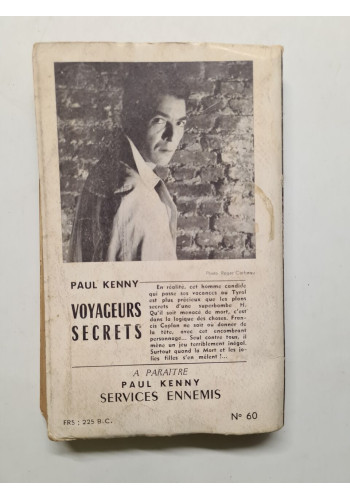 Photo Roger Corbeau
PAUL KENNY
VOYAGEURS
SECRETS
En réalité, cet homme candide
qui passe ses vacances au Tyrol
est plus précieux que les plans
secrets d'une superbombe H.
Qu'il soit menacé de mort, c'est
dans la logique des choses. Fran-
cis Coplan ne sait où donner de
la tête, avec cet encombrant
personnage... Seul contre tous, il
mène un jeu terriblement inégal.
Surtout quand la Mort et les jo-
lies filles s'en mêlent !...
A PARAITRE
PAUL KENNY
SERVICES ENNEMIS
FRS : 225 B.C.
N° 60